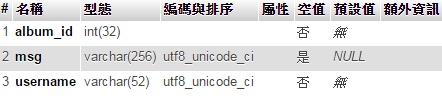 # 名稱 型態 編碼與排序 屬性 空值 預設值 額外資訊
1 album_id int(32) 否 無
2 msg varchar(256) utf8_unicode_ci 是 NULL
3 username varchar(52) utf8_unicode_ci 否 無